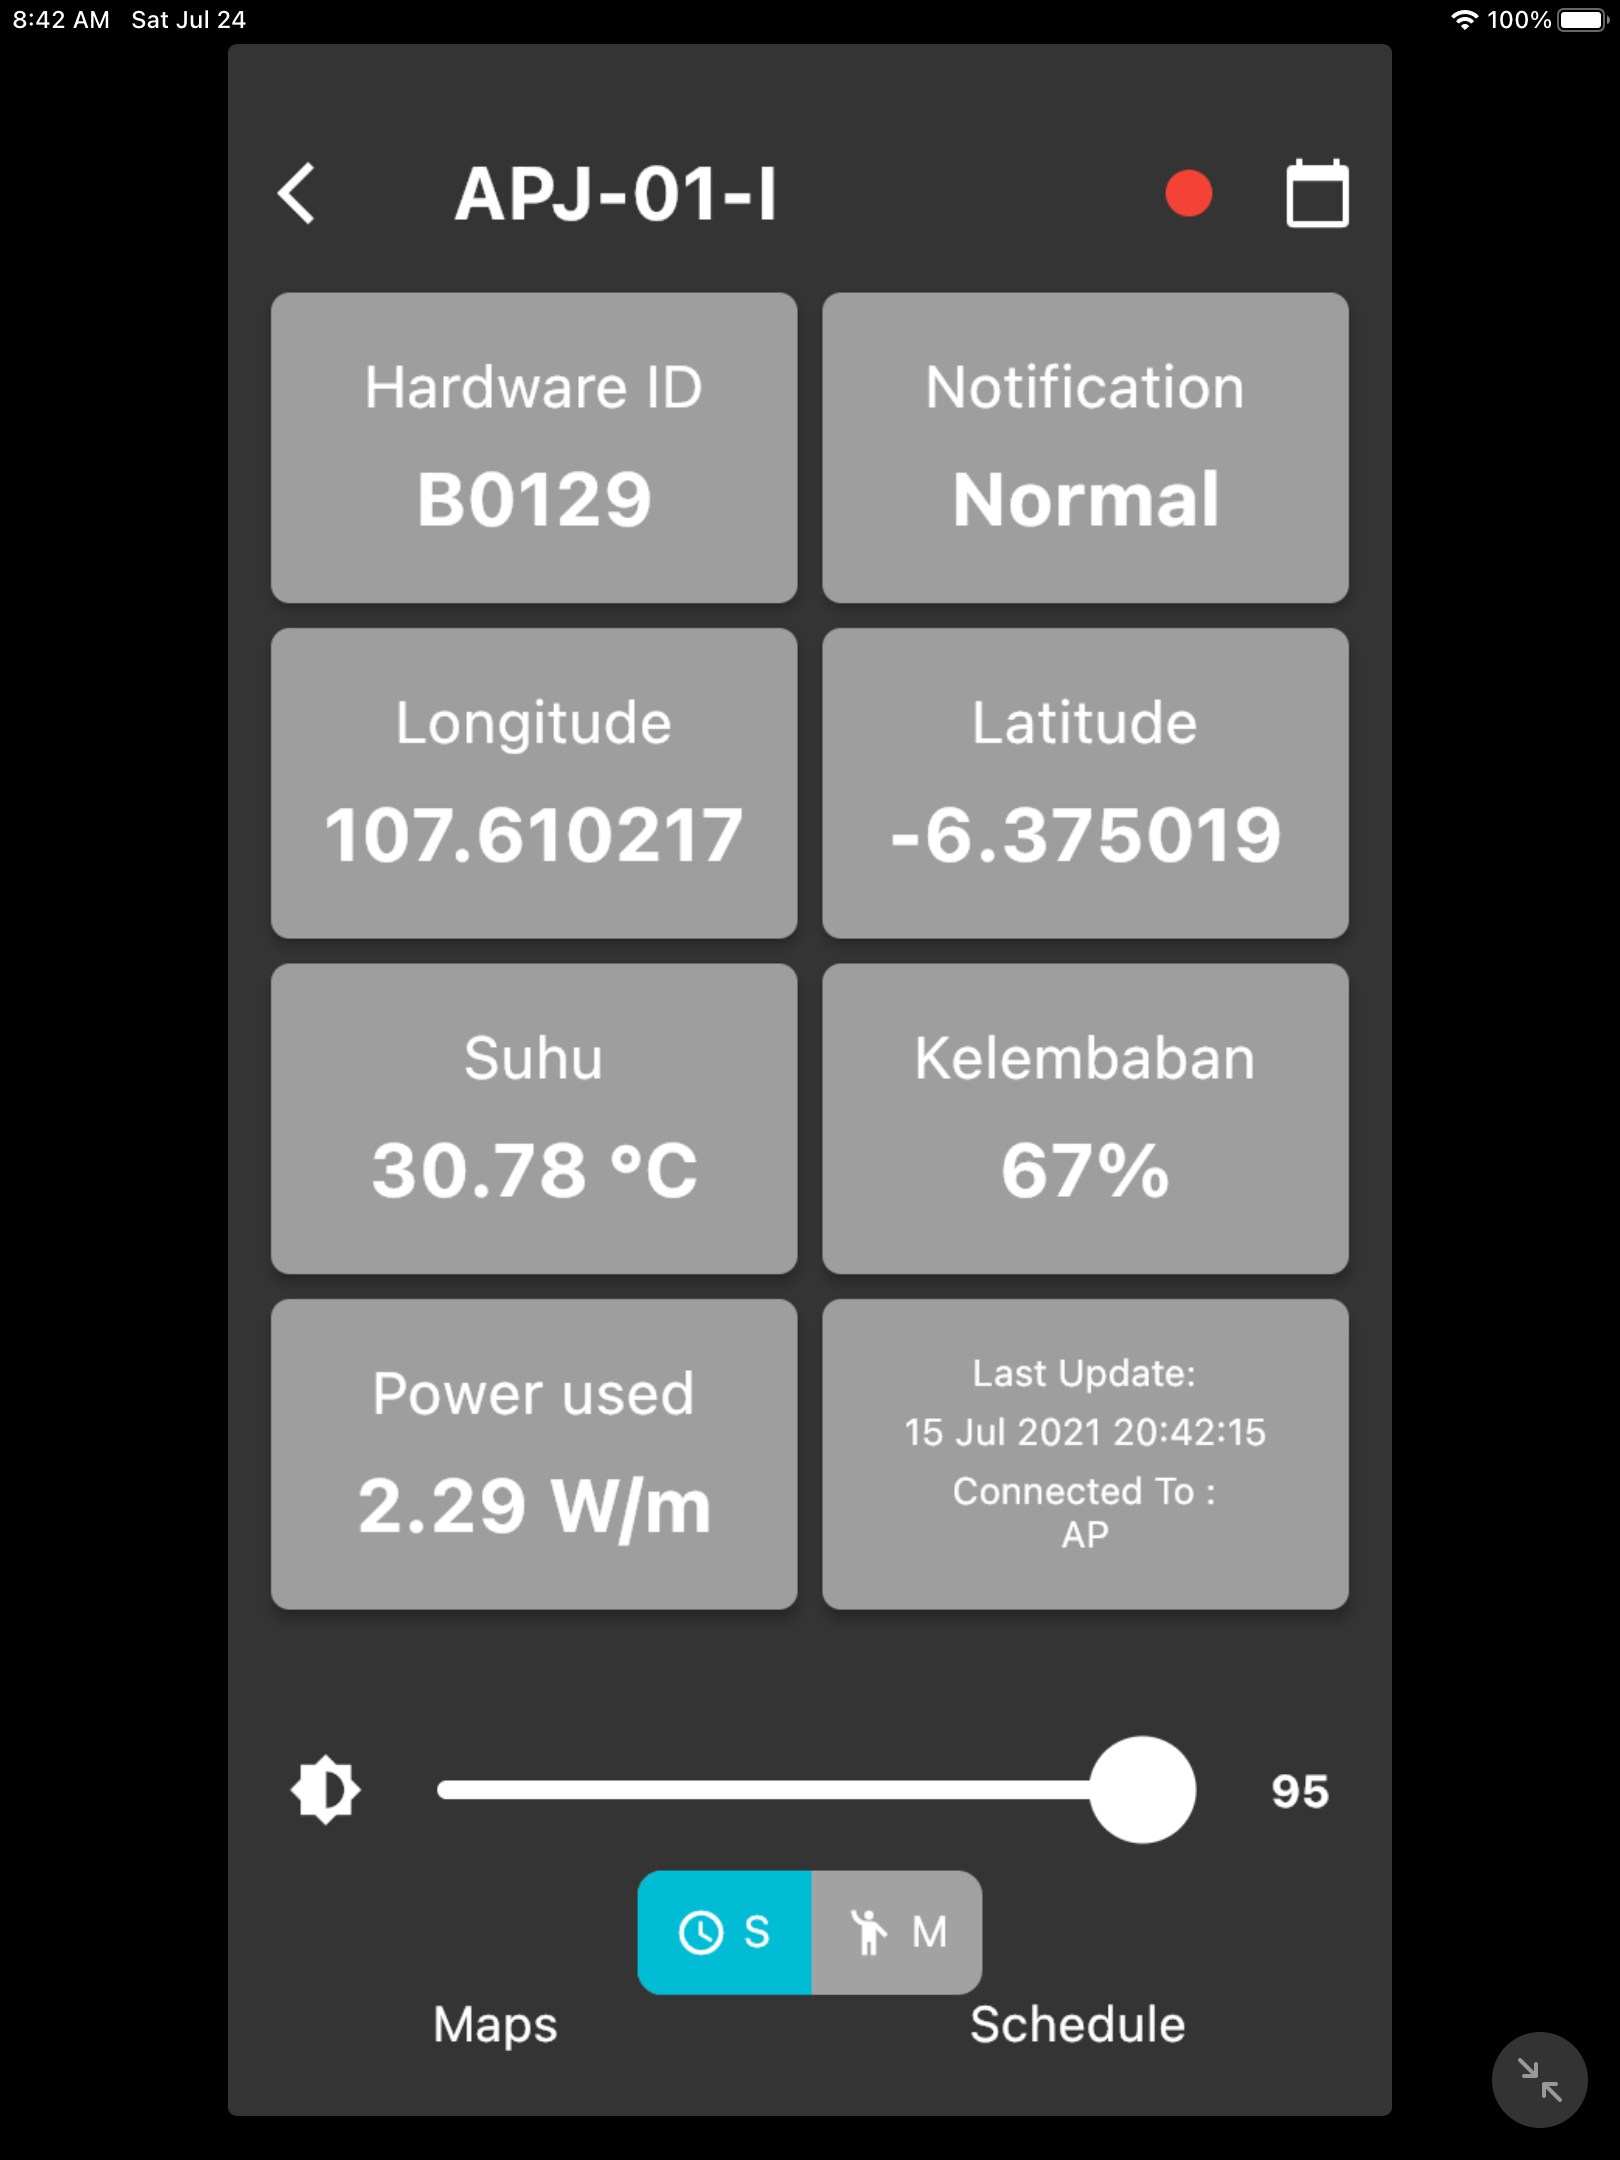 8:42 AM Sat Jul 24 100%
APJ-01-I
Hardware ID
B0129
Notification
Normal
Longitude
107.610217
Latitude
-6.375019
Suhu
30.78 °C
Kelembaban
67%
Power used
2.29 W/m
Last Update:
15 Jul 2021 20:42:15
Connected To :
AP
95
S
M
Maps
Schedule